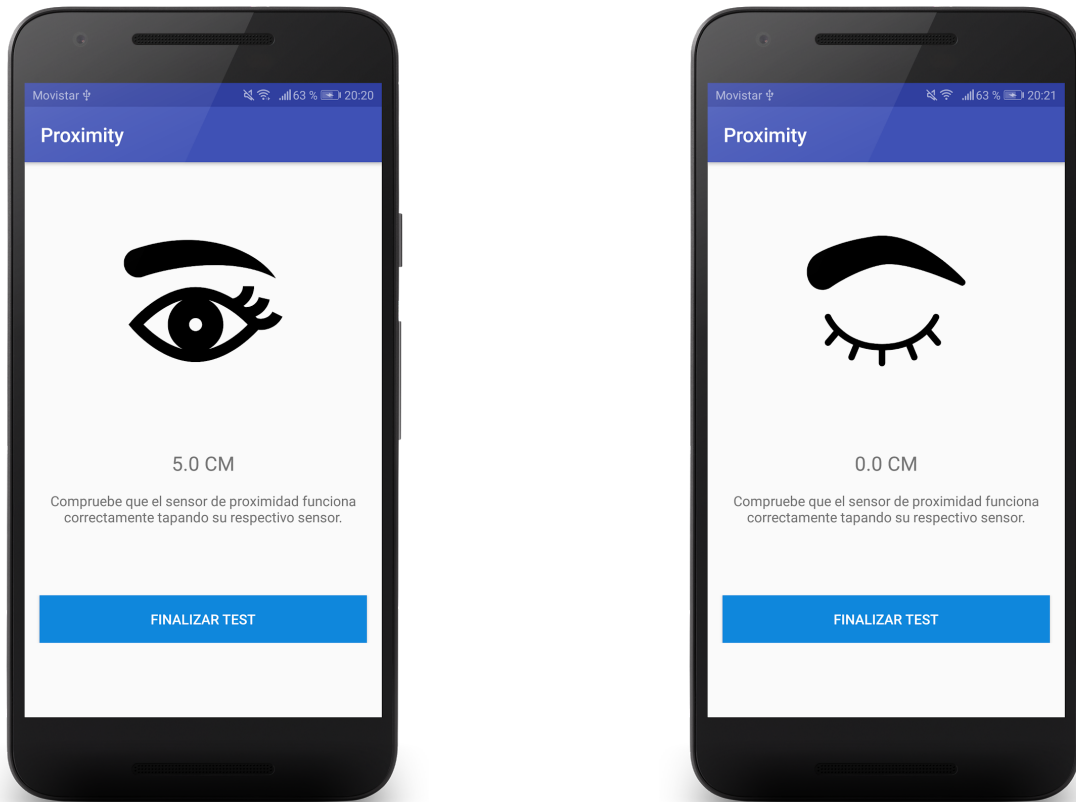 Movistar 63 % 20:20
Proximity
5.0 CM
Compruebe que el sensor de proximidad funciona
correctamente tapando su respectivo sensor.
FINALIZAR TEST
Movistar 63 % 20:21
Proximity
0.0 CM
Compruebe que el sensor de proximidad funciona
correctamente tapando su respectivo sensor.
FINALIZAR TEST